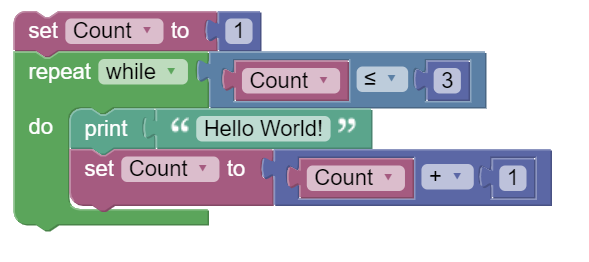 set Count to 1
repeat while Count ≤ 3
do print “ Hello World! ”
set Count to Count + 1